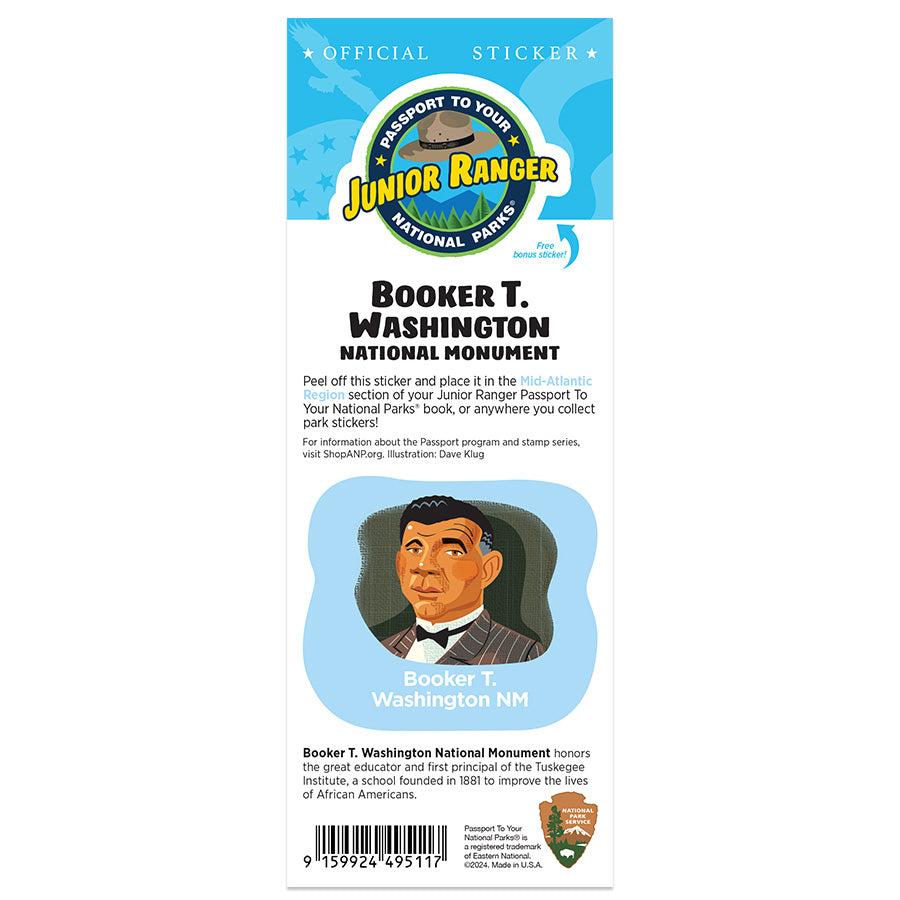 ★ OFFICIAL STICKER ★
PASSPORT TO YOUR
JUNIOR RANGER
NATIONAL PARKS®
Free
bonus sticker!
BOOKER T.
WASHINGTON
NATIONAL MONUMENT
Peel off this sticker and place it in the Mid-Atlantic
Region section of your Junior Ranger Passport To
Your National Parks® book, or anywhere you collect
park stickers!
For information about the Passport program and stamp series,
visit ShopANP.org. Illustration: Dave Klug
Booker T.
Washington NM
Booker T. Washington National Monument honors
the great educator and first principal of the Tuskegee
Institute, a school founded in 1881 to improve the lives
of African Americans.
9 159924 495117
Passport To Your
National Parks® is
a registered trademark
of Eastern National.
©2024. Made in U.S.A.
NATIONAL
PARK
SERVICE